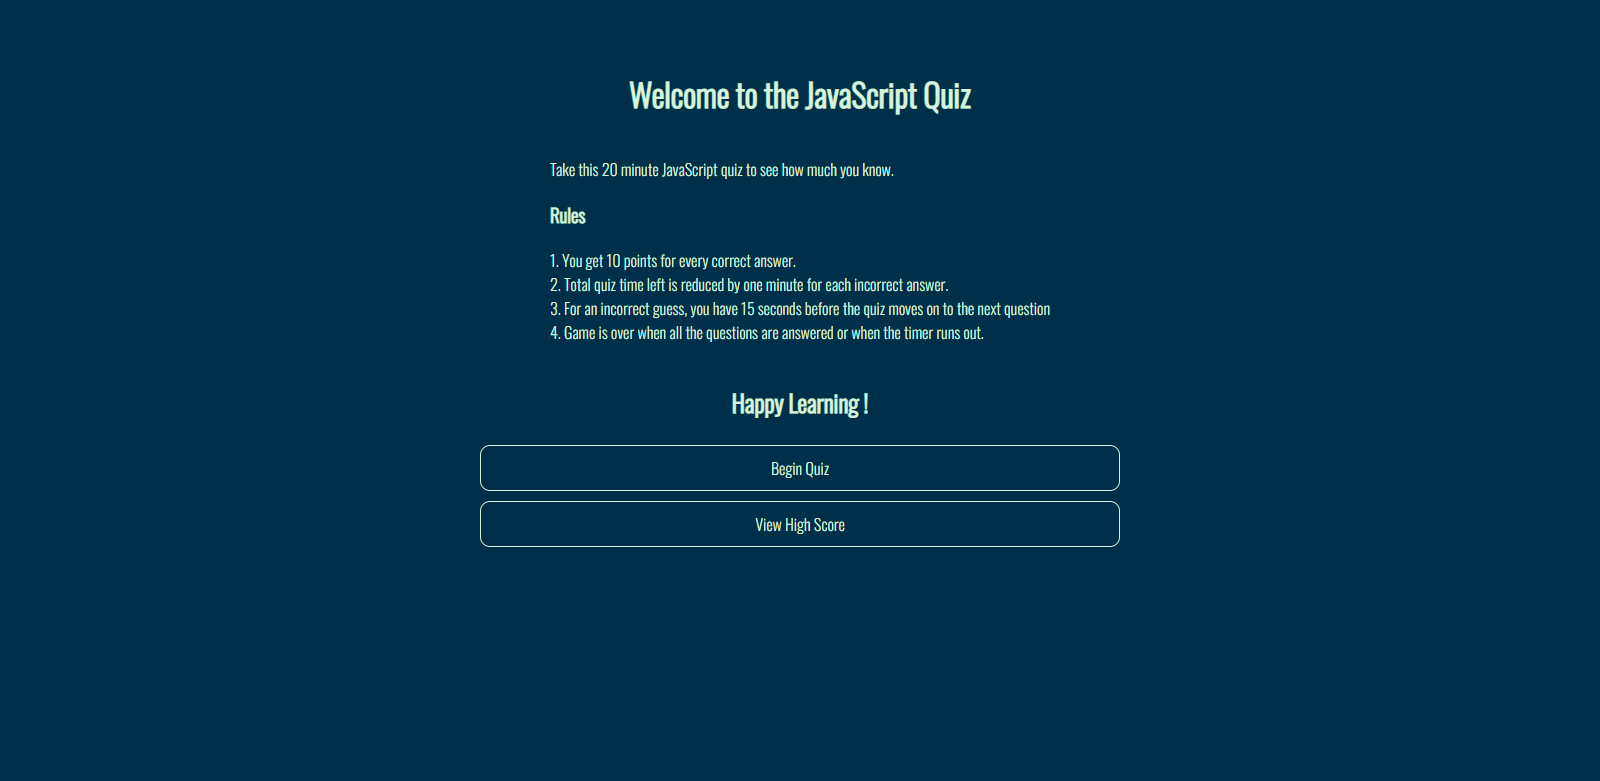 Welcome to the JavaScript Quiz
Take this 20 minute JavaScript quiz to see how much you know.
Rules
1. You get 10 points for every correct answer.
2. Total quiz time left is reduced by one minute for each incorrect answer.
3. For an incorrect guess, you have 15 seconds before the quiz moves on to the next question
4. Game is over when all the questions are answered or when the timer runs out.
Happy Learning !
Begin Quiz
View High Score